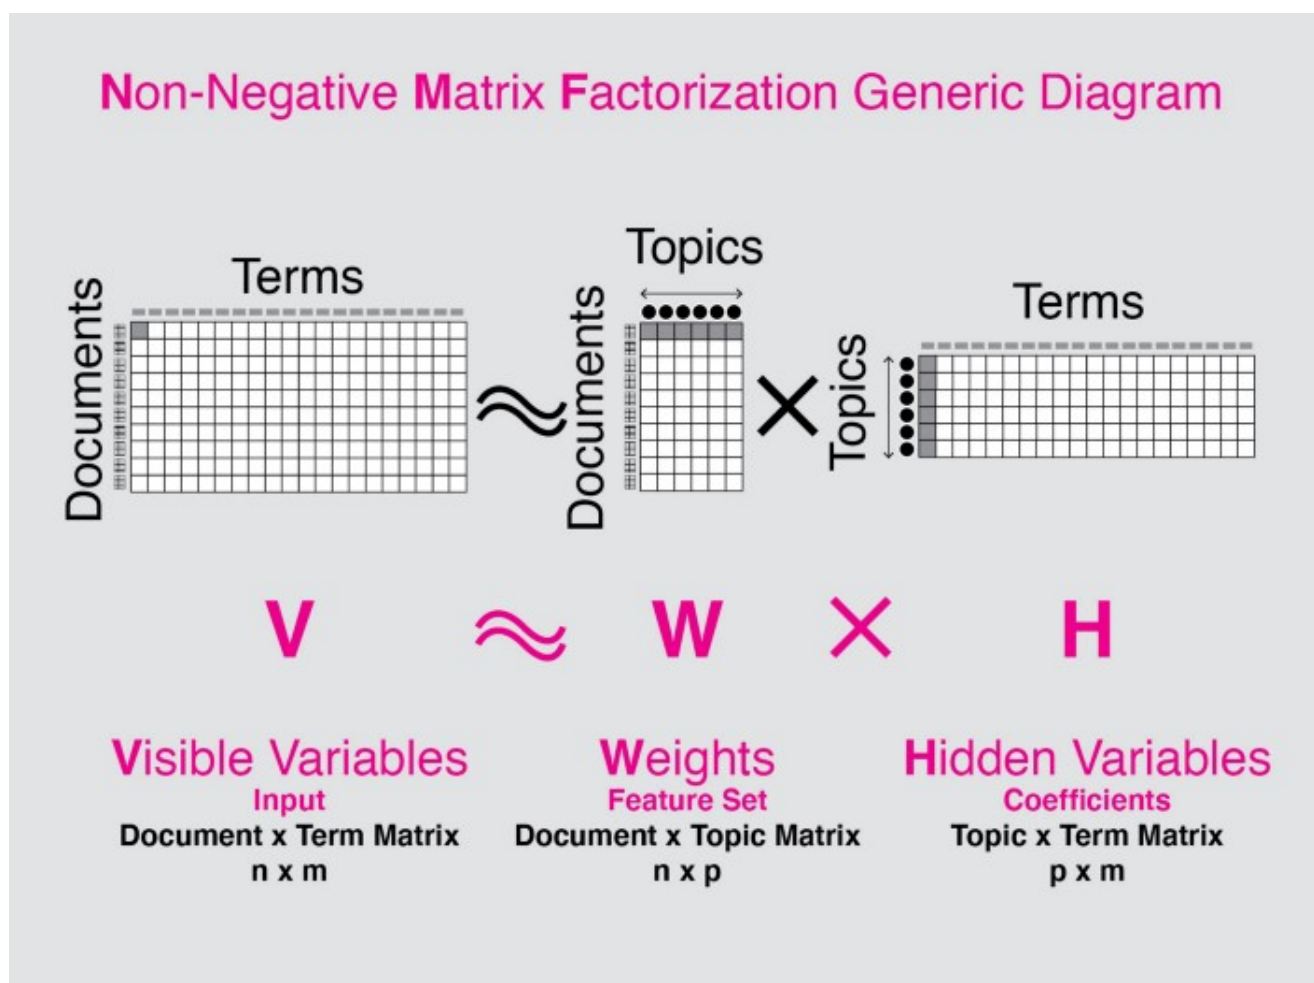 Non-Negative Matrix Factorization Generic Diagram
Topics
Terms
Terms
Documents
Documents
Topics
V ≈ W × H
Visible Variables
Input
Document x Term Matrix
n x m
Weights
Feature Set
Document x Topic Matrix
n x p
Hidden Variables
Coefficients
Topic x Term Matrix
p x m